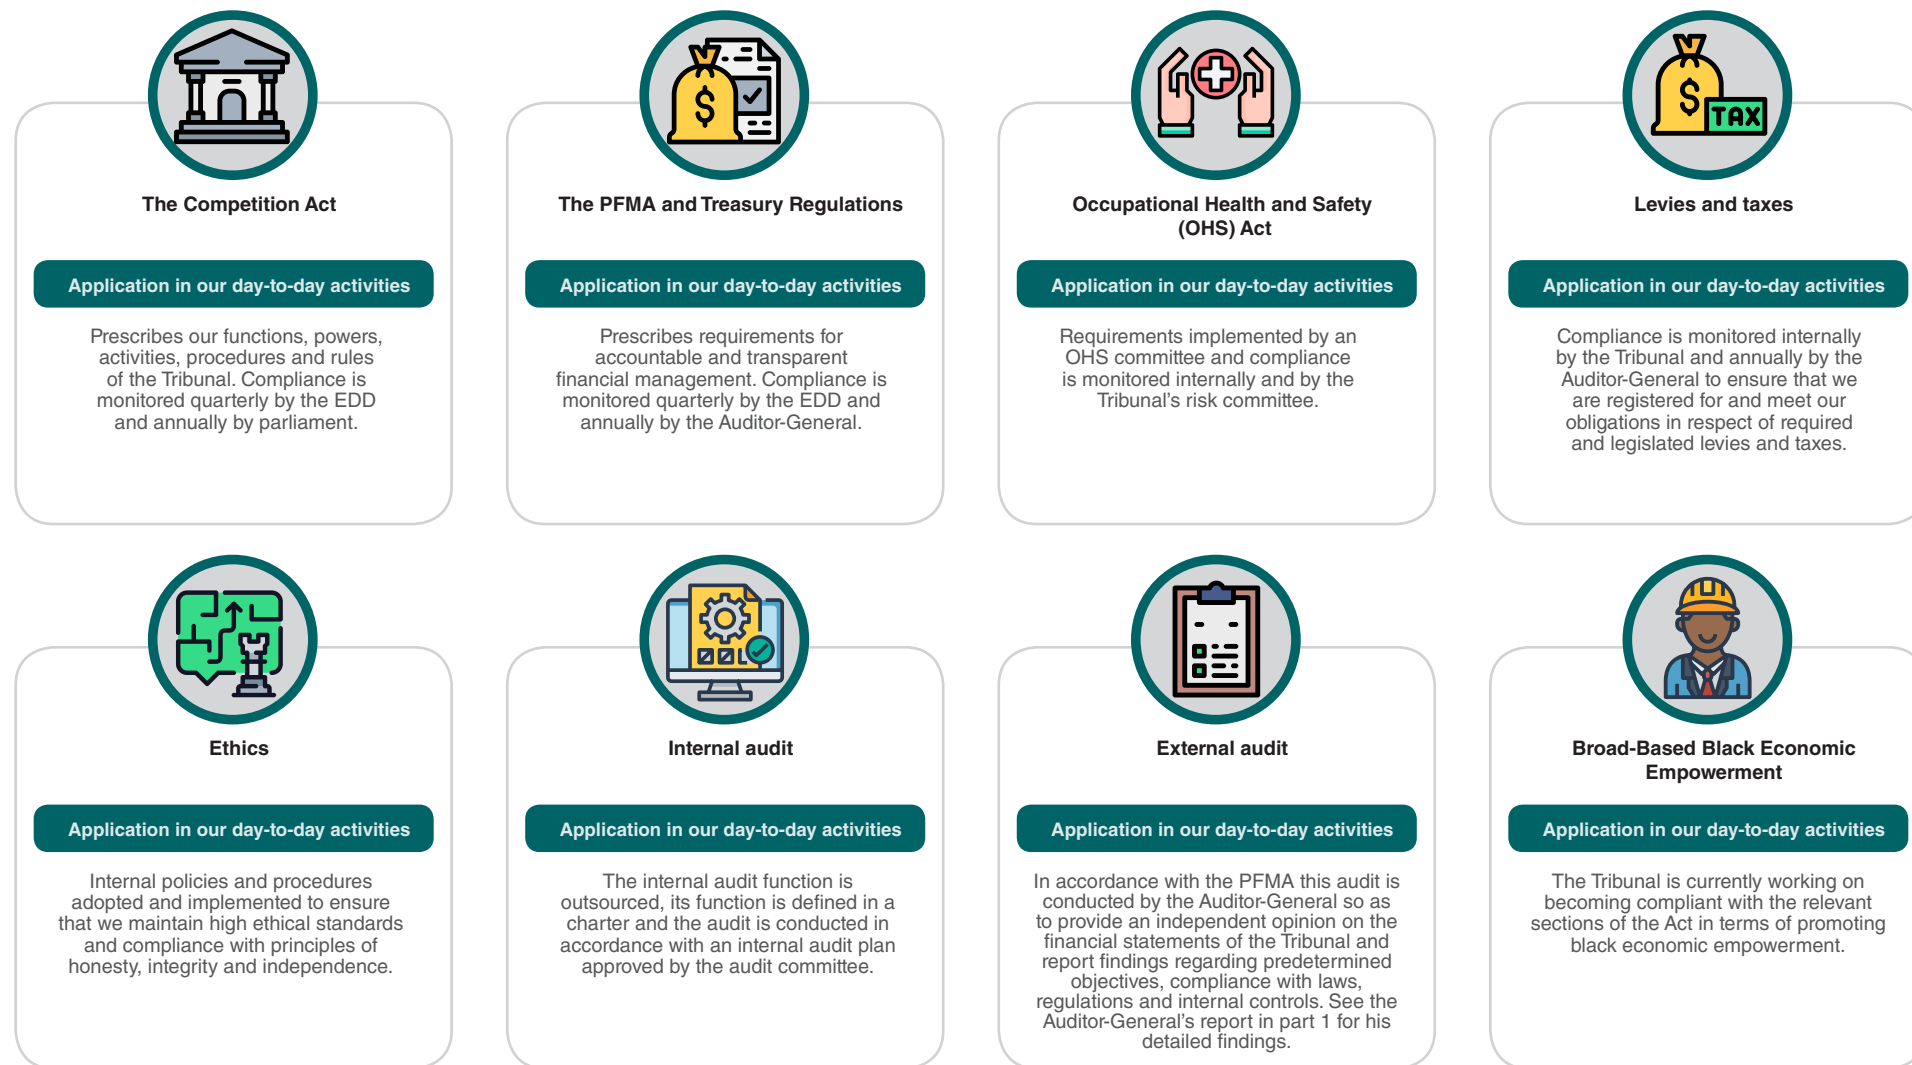 The Competition Act
Application in our day-to-day activities
Prescribes our functions, powers,
activities, procedures and rules
of the Tribunal. Compliance is
monitored quarterly by the EDD
and annually by parliament.
$
The PFMA and Treasury Regulations
Application in our day-to-day activities
Prescribes requirements for
accountable and transparent
financial management. Compliance is
monitored quarterly by the EDD and
annually by the Auditor-General.
Occupational Health and Safety
(OHS) Act
Application in our day-to-day activities
Requirements implemented by an
OHS committee and compliance
is monitored internally and by the
Tribunal's risk committee.
$
TAX
Levies and taxes
Application in our day-to-day activities
Compliance is monitored internally
by the Tribunal and annually by the
Auditor-General to ensure that we
are registered for and meet our
obligations in respect of required
and legislated levies and taxes.
Ethics
Application in our day-to-day activities
Internal policies and procedures
adopted and implemented to ensure
that we maintain high ethical standards
and compliance with principles of
honesty, integrity and independence.
Internal audit
Application in our day-to-day activities
The internal audit function is
outsourced, its function is defined in a
charter and the audit is conducted in
accordance with an internal audit plan
approved by the audit committee.
External audit
Application in our day-to-day activities
In accordance with the PFMA this audit is
conducted by the Auditor-General so as
to provide an independent opinion on the
financial statements of the Tribunal and
report findings regarding predetermined
objectives, compliance with laws,
regulations and internal controls. See the
Auditor-General's report in part 1 for his
detailed findings.
Broad-Based Black Economic
Empowerment
Application in our day-to-day activities
The Tribunal is currently working on
becoming compliant with the relevant
sections of the Act in terms of promoting
black economic empowerment.